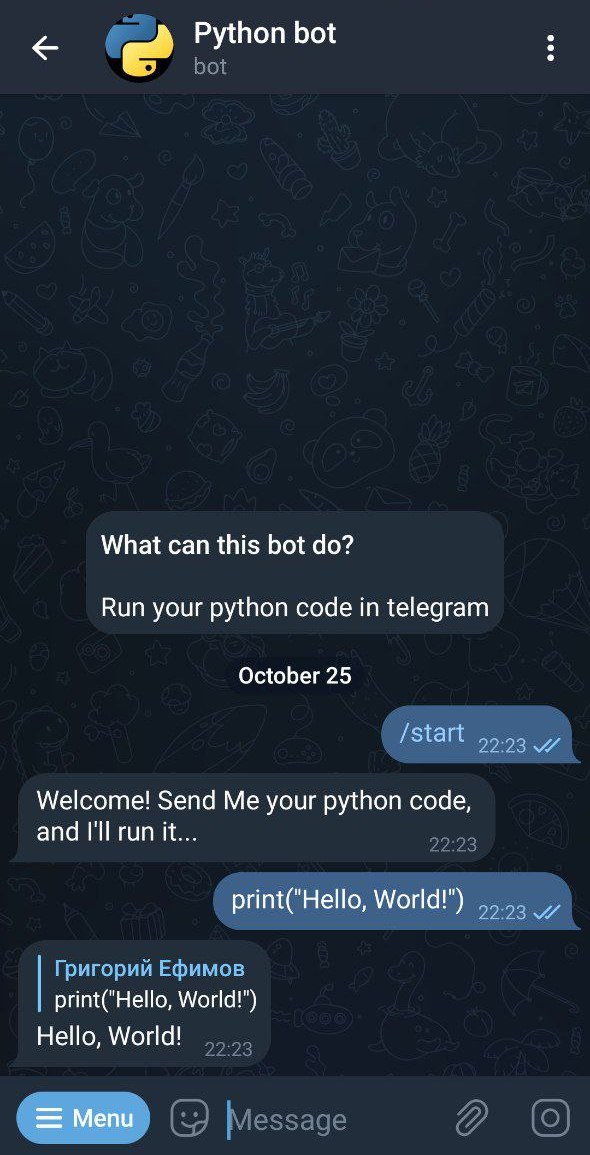 Python bot
bot
What can this bot do?
Run your python code in telegram
October 25
/start 22:23
Welcome! Send Me your python code,
and I'll run it...
22:23
print("Hello, World!") 22:23
Григорий Ефимов
print("Hello, World!")
Hello, World! 22:23
Menu
Message